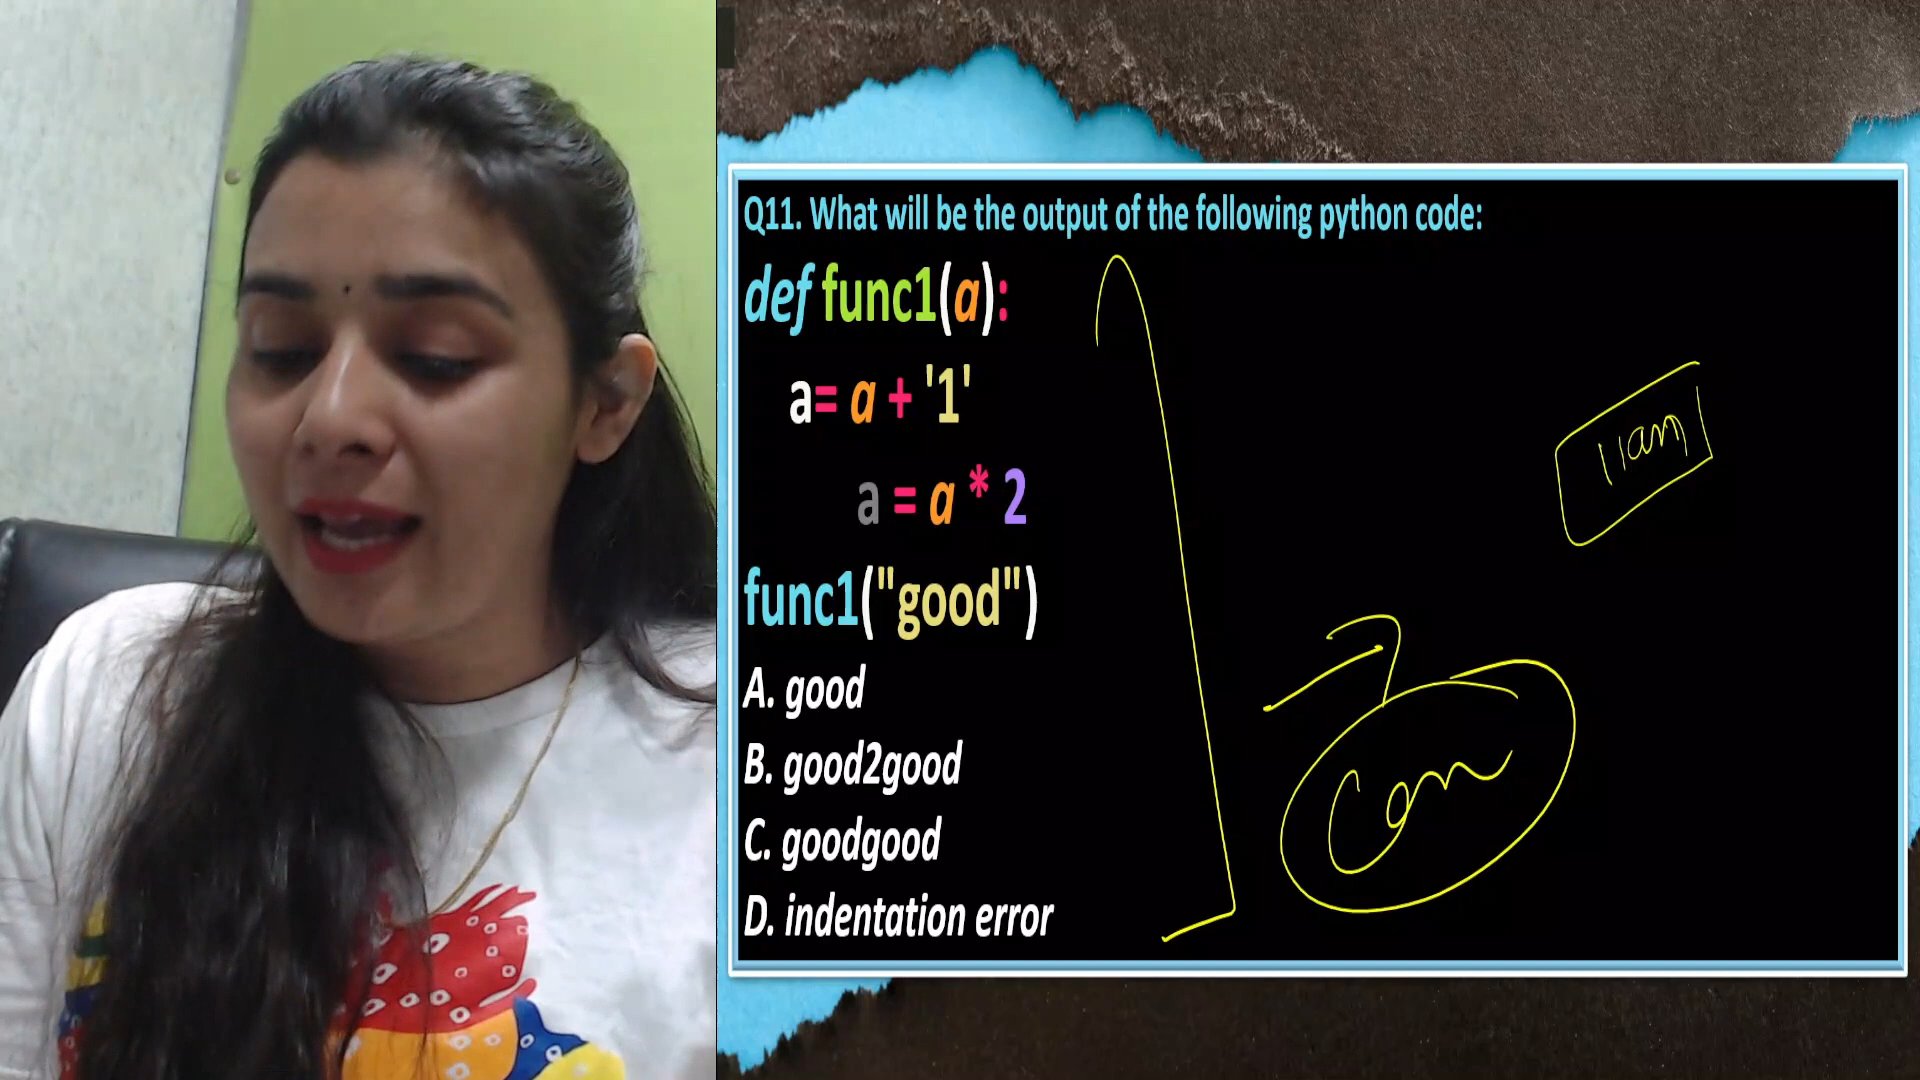 Q11. What will be the output of the following python code:
def func1(a):
a= a + '1'
a = a * 2
func1("good")
A. good
B. good2good
C. goodgood
D. indentation error
11am
Com